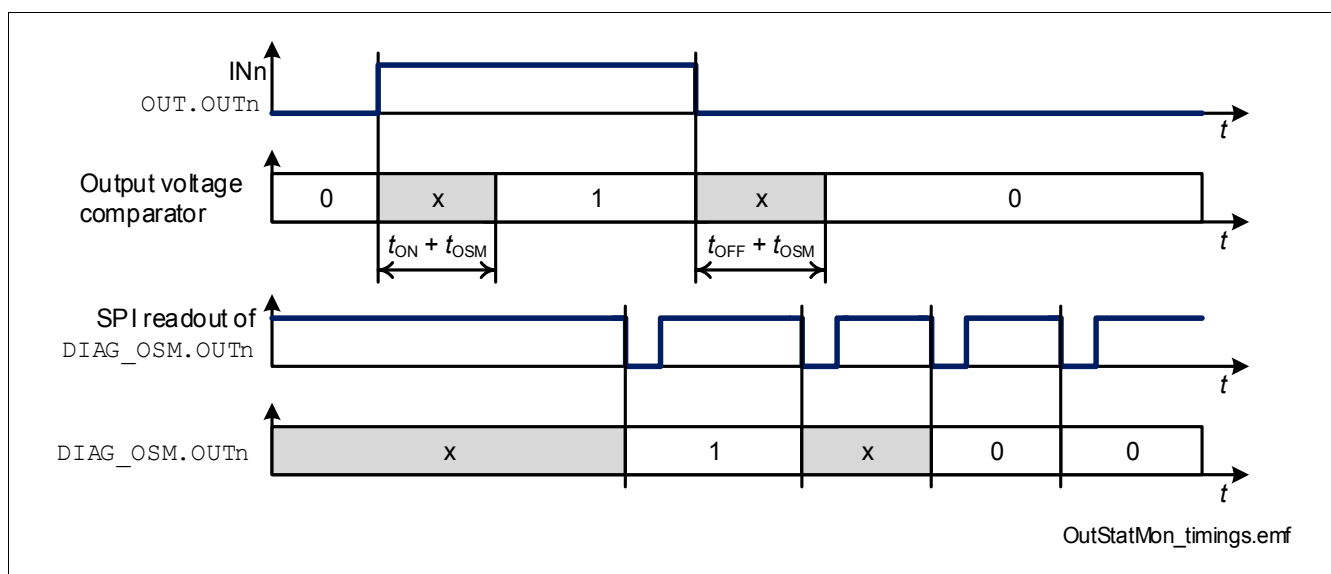 INn
OUT.OUTn
t
Output voltage
comparator
0 x 1 x 0
tON + tOSM tOFF + tOSM
t
SPI readout of
DIAG_OSM.OUTn
t
DIAG_OSM.OUTn x 1 x 0 0
t
OutStatMon_timings.emf